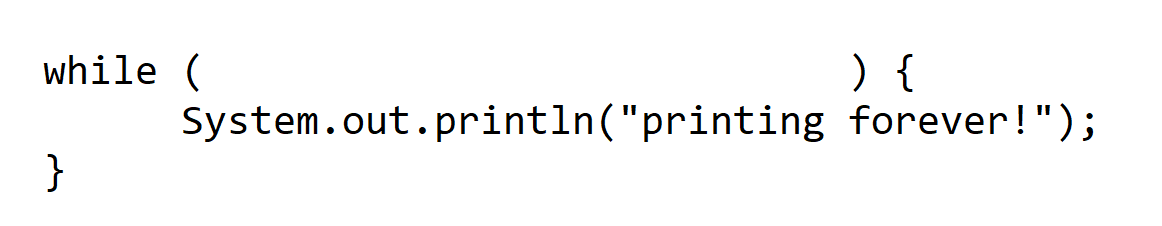 while (                            ) {
      System.out.println("printing forever!");
}